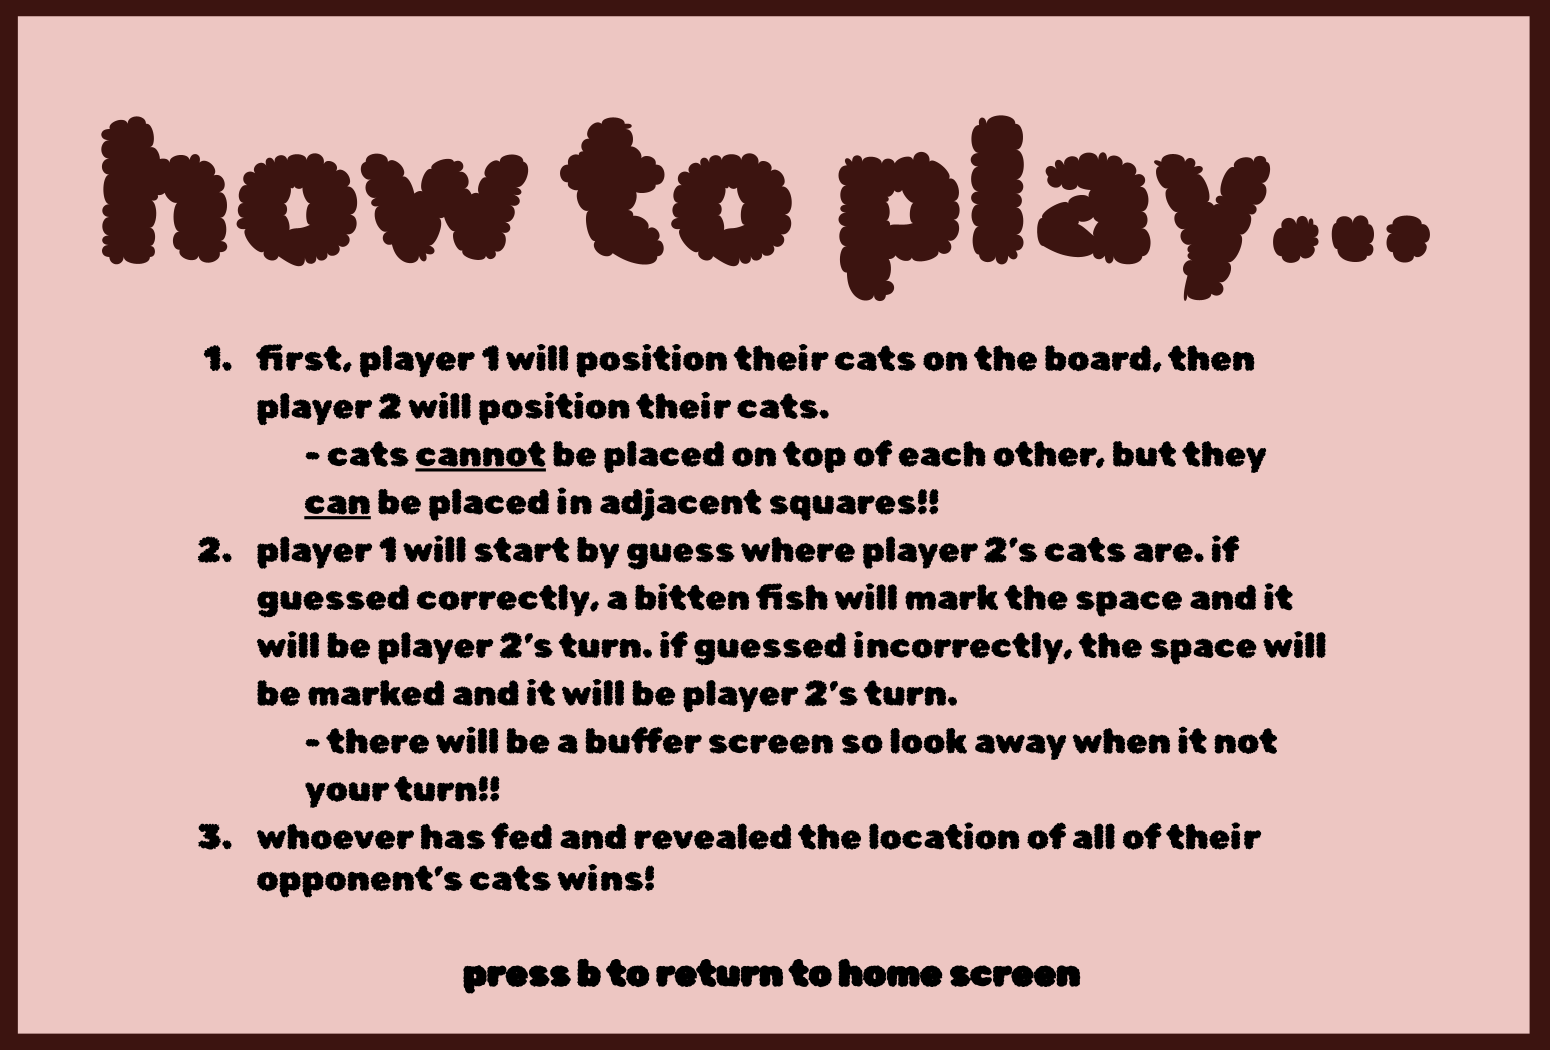 how to play...
1. first, player 1 will position their cats on the board, then
player 2 will position their cats.
- cats cannot be placed on top of each other, but they
can be placed in adjacent squares!!
2. player 1 will start by guess where player 2's cats are. if
guessed correctly, a bitten fish will mark the space and it
will be player 2's turn. if guessed incorrectly, the space will
be marked and it will be player 2's turn.
- there will be a buffer screen so look away when it not
your turn!!
3. whoever has fed and revealed the location of all of their
opponent's cats wins!
press b to return to home screen